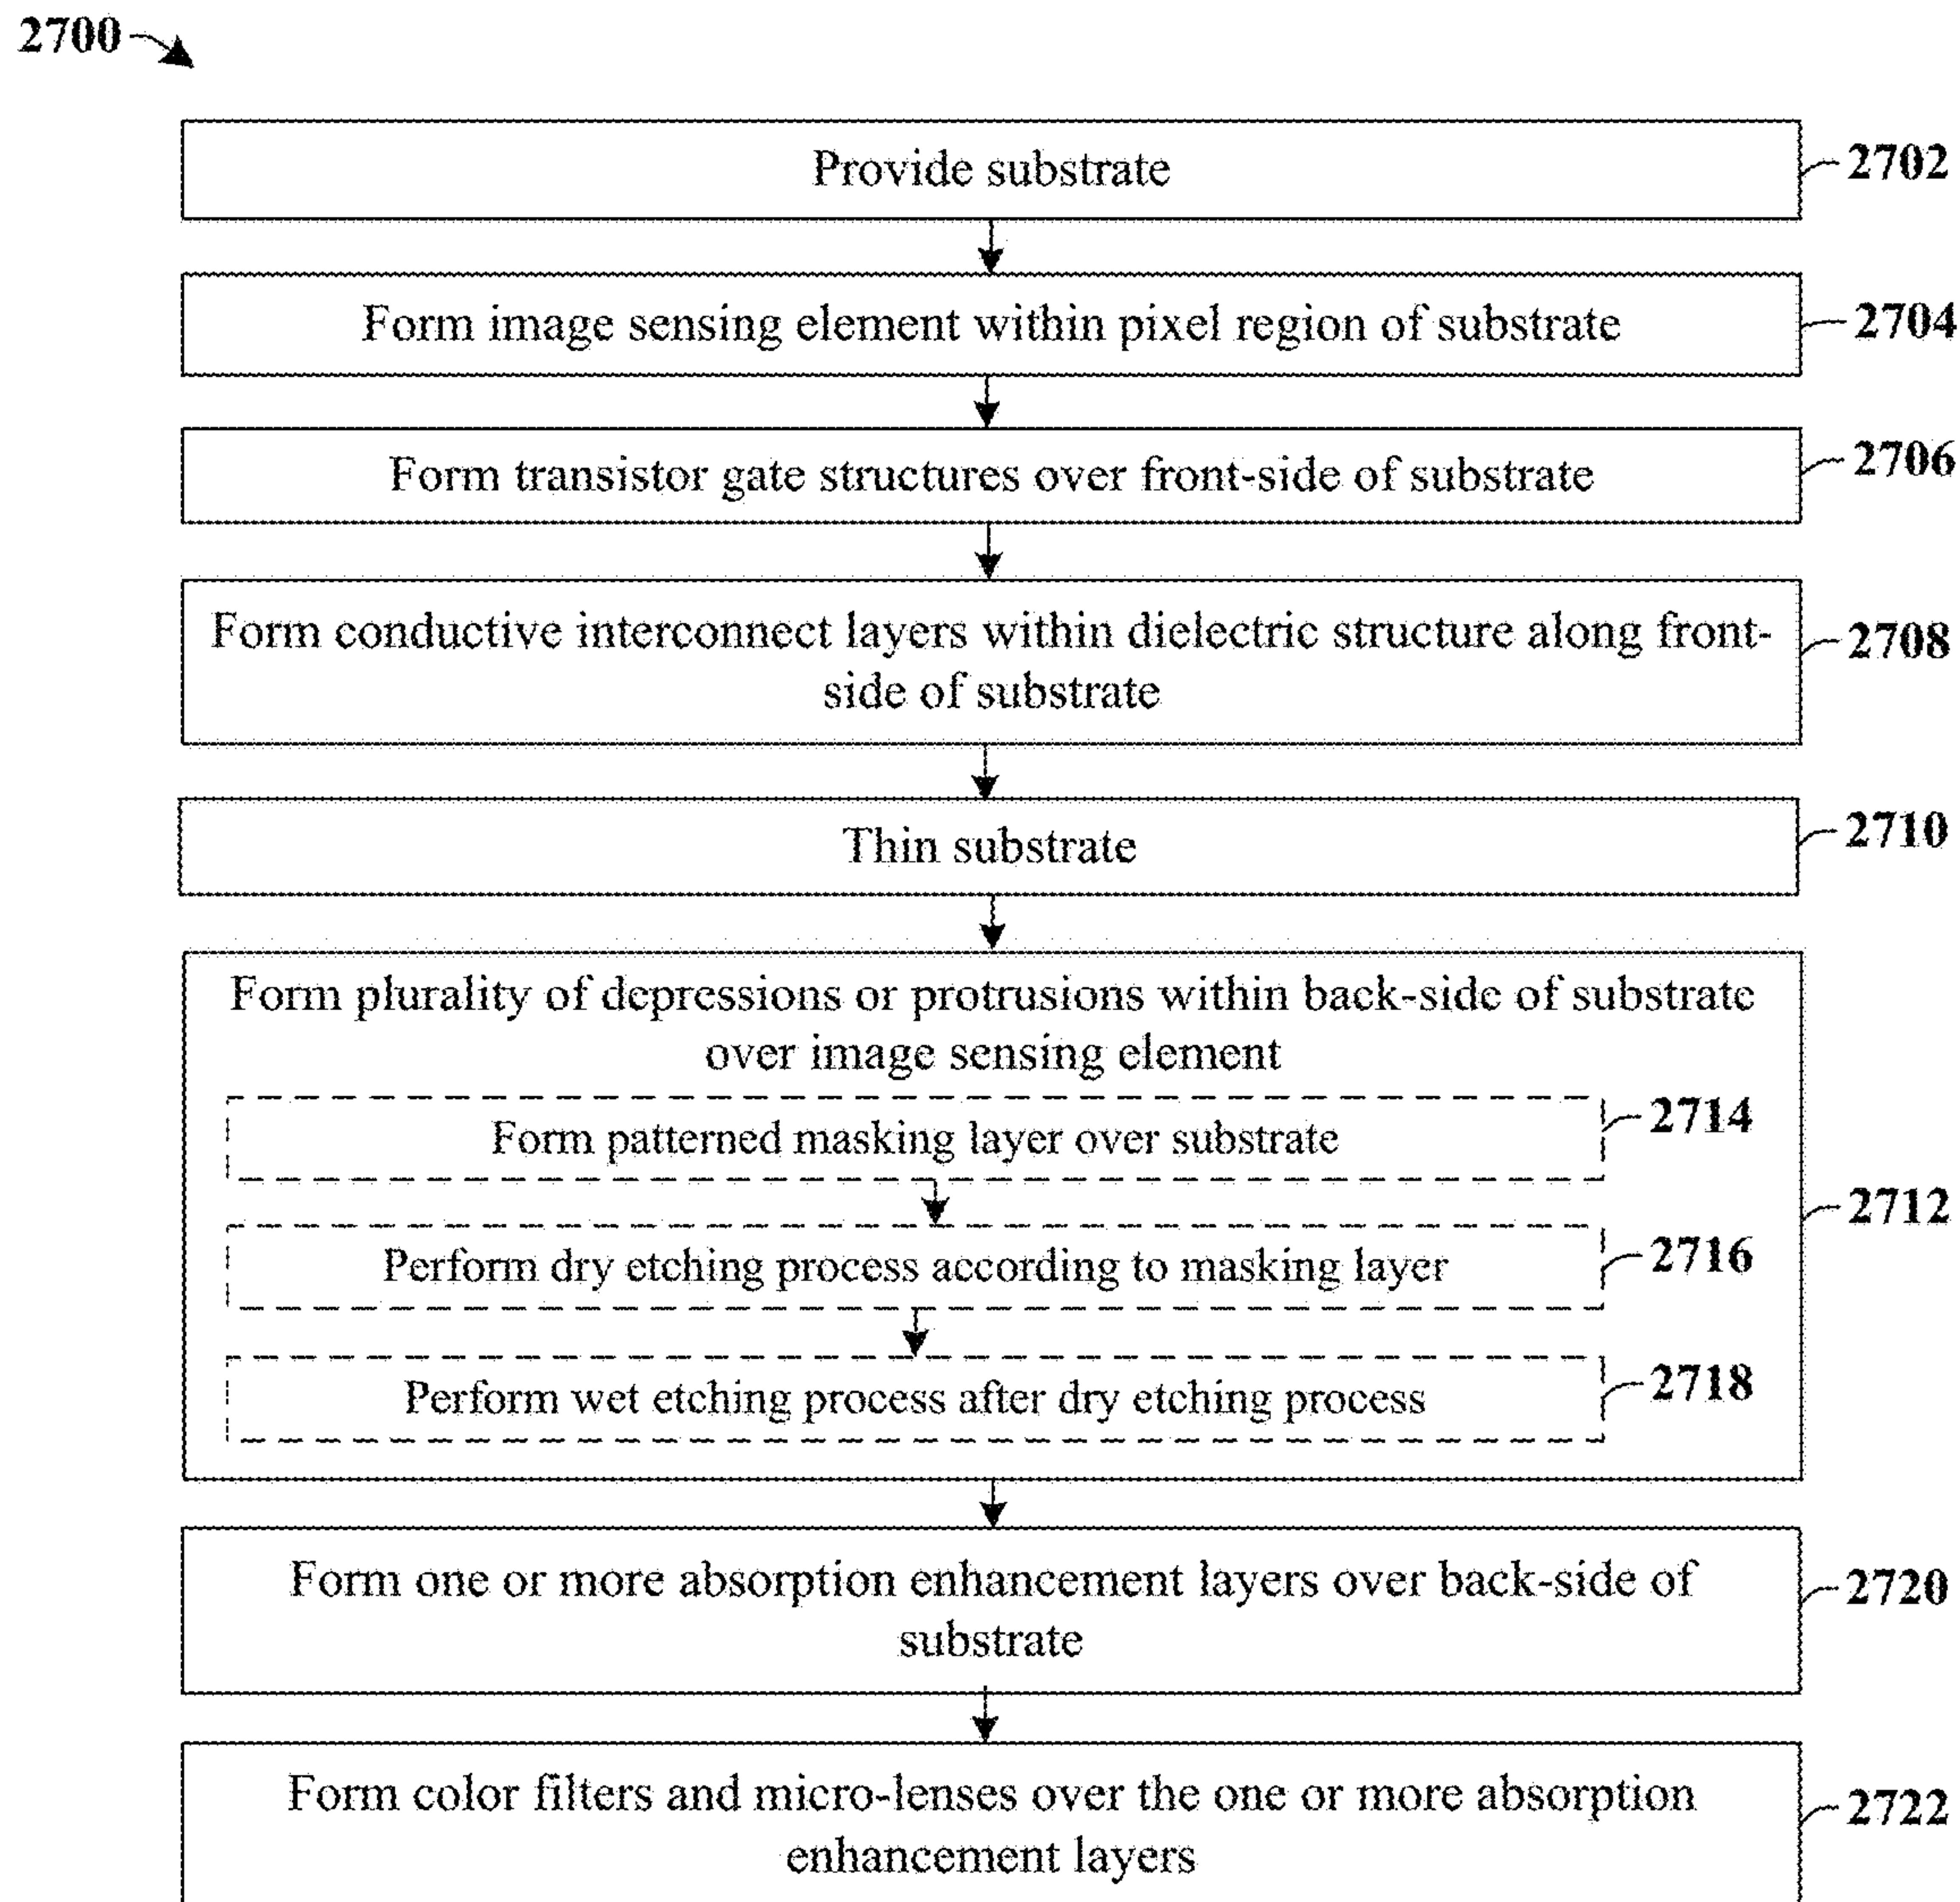 2700
Provide substrate
2702
Form image sensing element within pixel region of substrate
2704
Form transistor gate structures over front-side of substrate
2706
Form conductive interconnect layers within dielectric structure along front-
side of substrate
2708
Thin substrate
2710
Form plurality of depressions or protrusions within back-side of substrate
over image sensing element
2712
Form patterned masking layer over substrate
2714
Perform dry etching process according to masking layer
2716
Perform wet etching process after dry etching process
2718
Form one or more absorption enhancement layers over back-side of
substrate
2720
Form color filters and micro-lenses over the one or more absorption
enhancement layers
2722